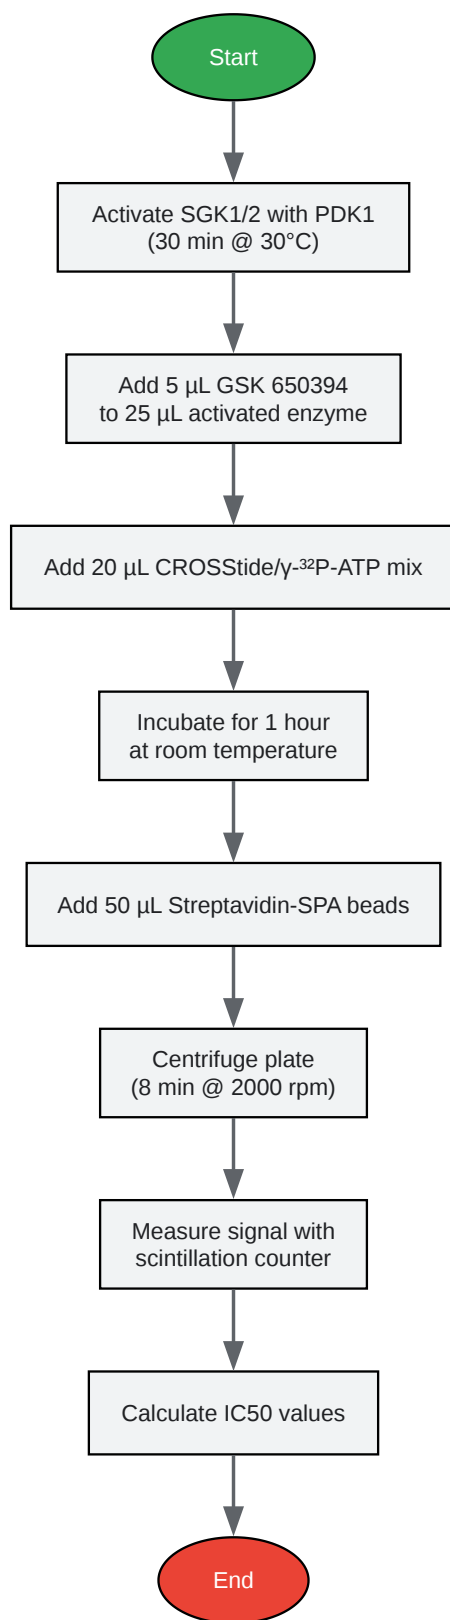 Start
Activate SGK1/2 with PDK1
(30 min @ 30°C)
Add 5 µL GSK 650394
to 25 µL activated enzyme
Add 20 µL CROSStide/γ-³²P-ATP mix
Incubate for 1 hour
at room temperature
Add 50 µL Streptavidin-SPA beads
Centrifuge plate
(8 min @ 2000 rpm)
Measure signal with
scintillation counter
Calculate IC50 values
End